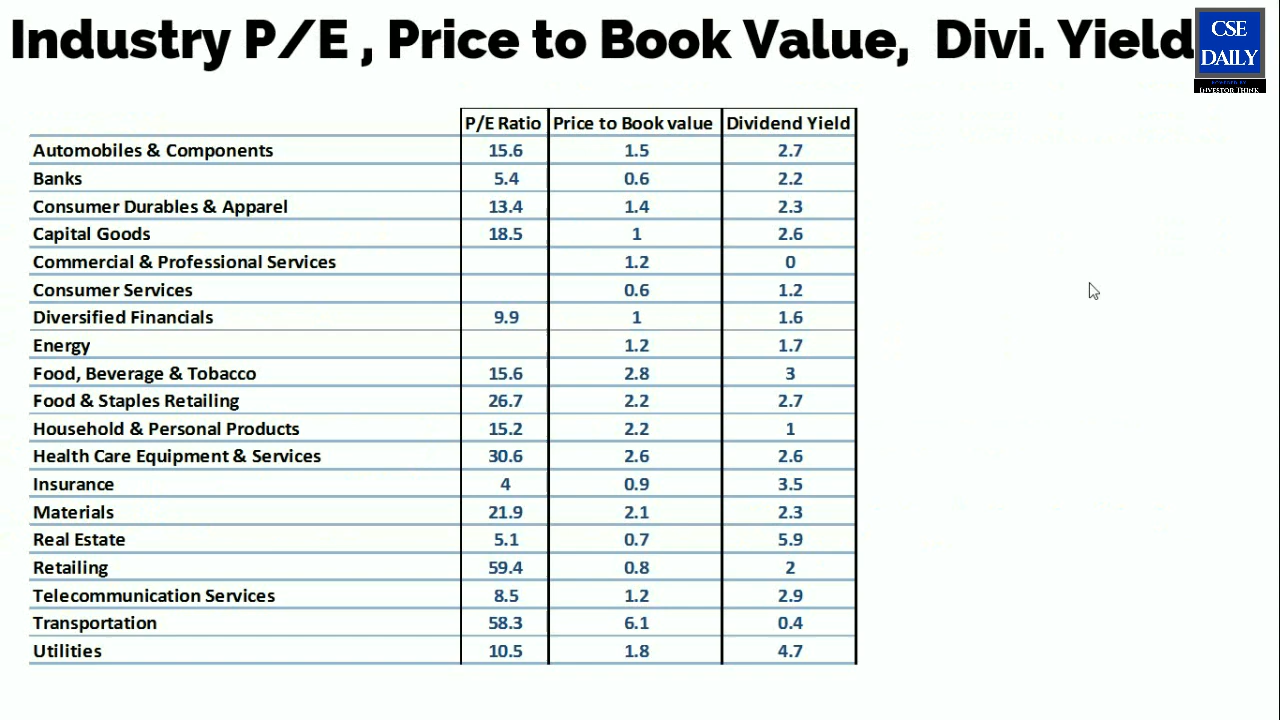 Industry P/E , Price to Book Value, Divi. Yield
CSE
DAILY
POWERED BY
INVESTOR THINK
P/E Ratio Price to Book value Dividend Yield
Automobiles & Components 15.6 1.5 2.7
Banks 5.4 0.6 2.2
Consumer Durables & Apparel 13.4 1.4 2.3
Capital Goods 18.5 1 2.6
Commercial & Professional Services 1.2 0
Consumer Services 0.6 1.2
Diversified Financials 9.9 1 1.6
Energy 1.2 1.7
Food, Beverage & Tobacco 15.6 2.8 3
Food & Staples Retailing 26.7 2.2 2.7
Household & Personal Products 15.2 2.2 1
Health Care Equipment & Services 30.6 2.6 2.6
Insurance 4 0.9 3.5
Materials 21.9 2.1 2.3
Real Estate 5.1 0.7 5.9
Retailing 59.4 0.8 2
Telecommunication Services 8.5 1.2 2.9
Transportation 58.3 6.1 0.4
Utilities 10.5 1.8 4.7